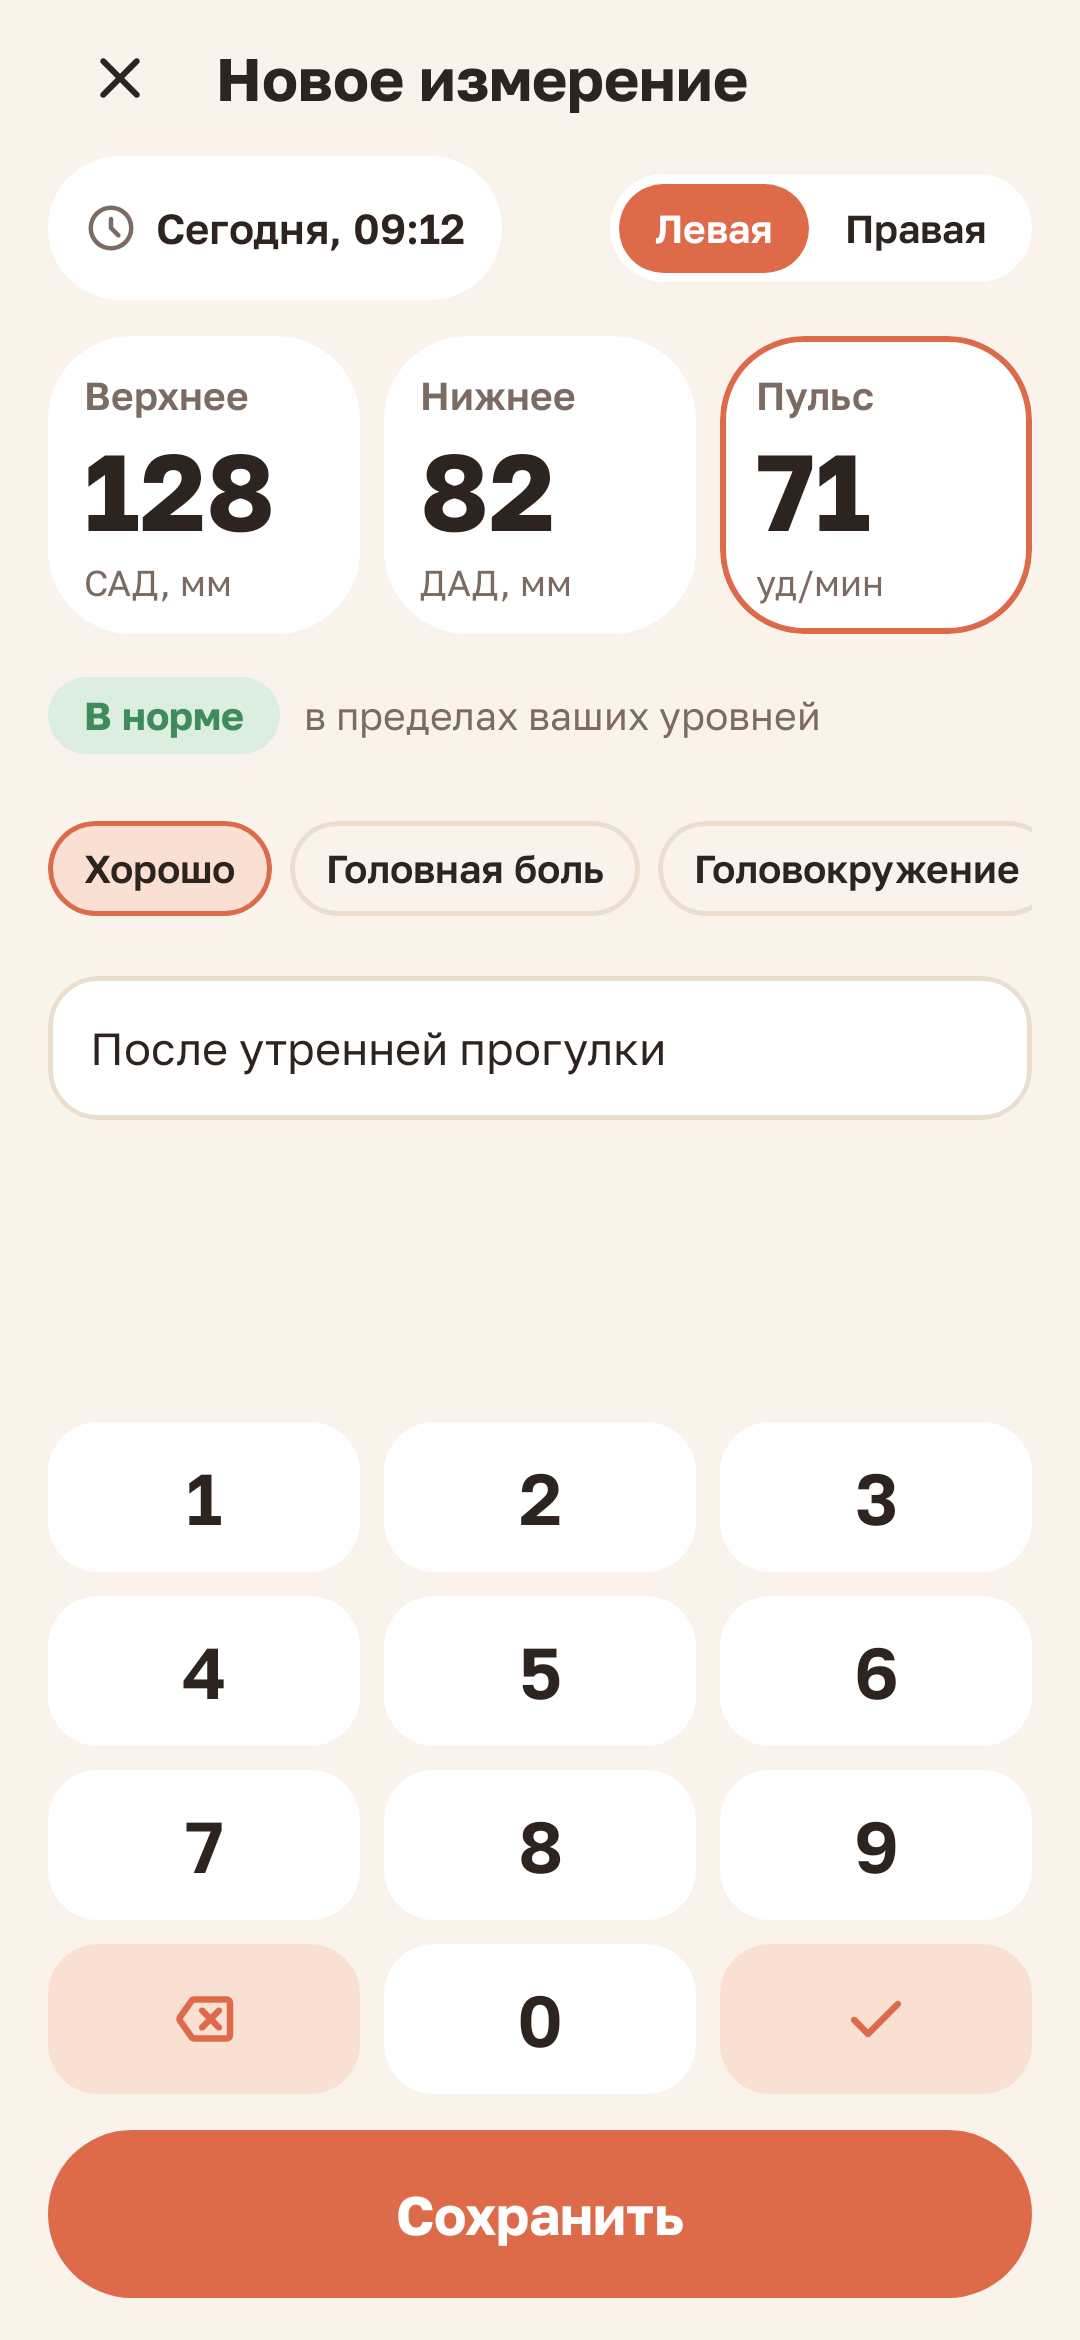 Новое измерение
Сегодня, 09:12
Левая Правая
Верхнее Нижнее Пульс
128 82 71
САД, мм ДАД, мм уд/мин
В норме в пределах ваших уровней
Хорошо Головная боль Головокружение
После утренней прогулки
1 2 3
4 5 6
7 8 9
0
Сохранить